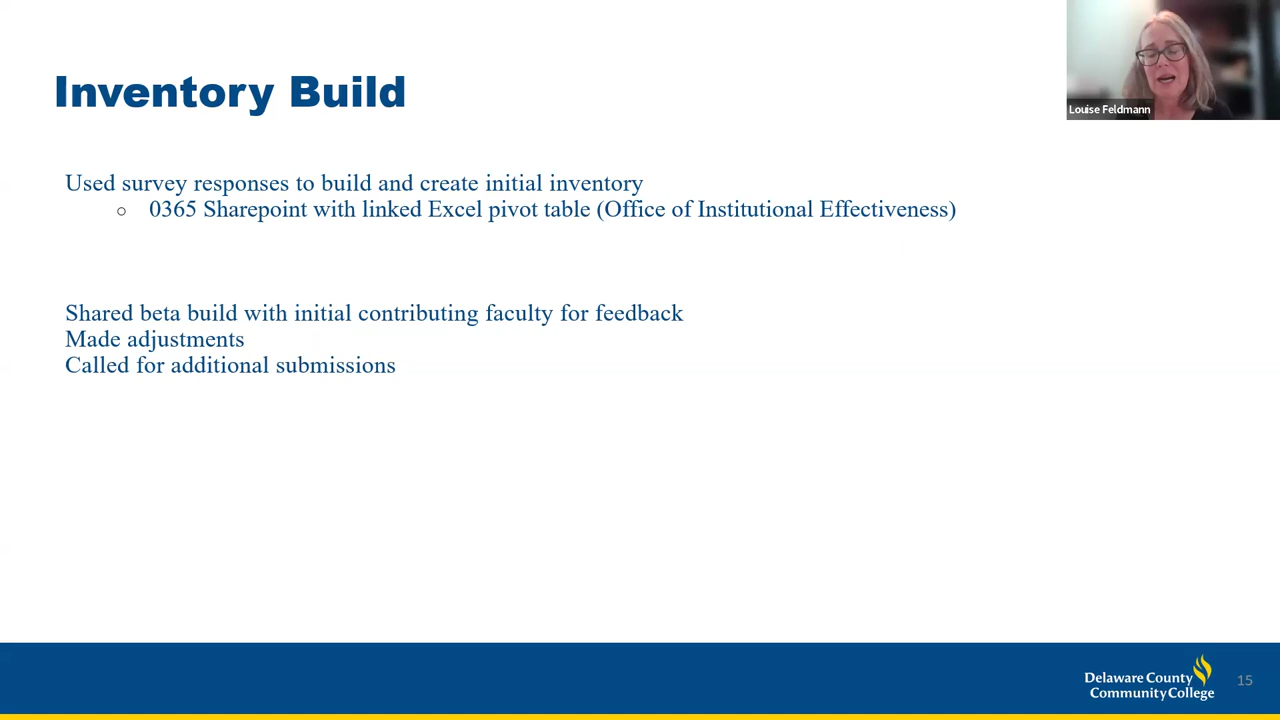 Inventory Build
Louise Feldmann
Used survey responses to build and create initial inventory
○ 0365 Sharepoint with linked Excel pivot table (Office of Institutional Effectiveness)
Shared beta build with initial contributing faculty for feedback
Made adjustments
Called for additional submissions
Delaware County
Community College
15